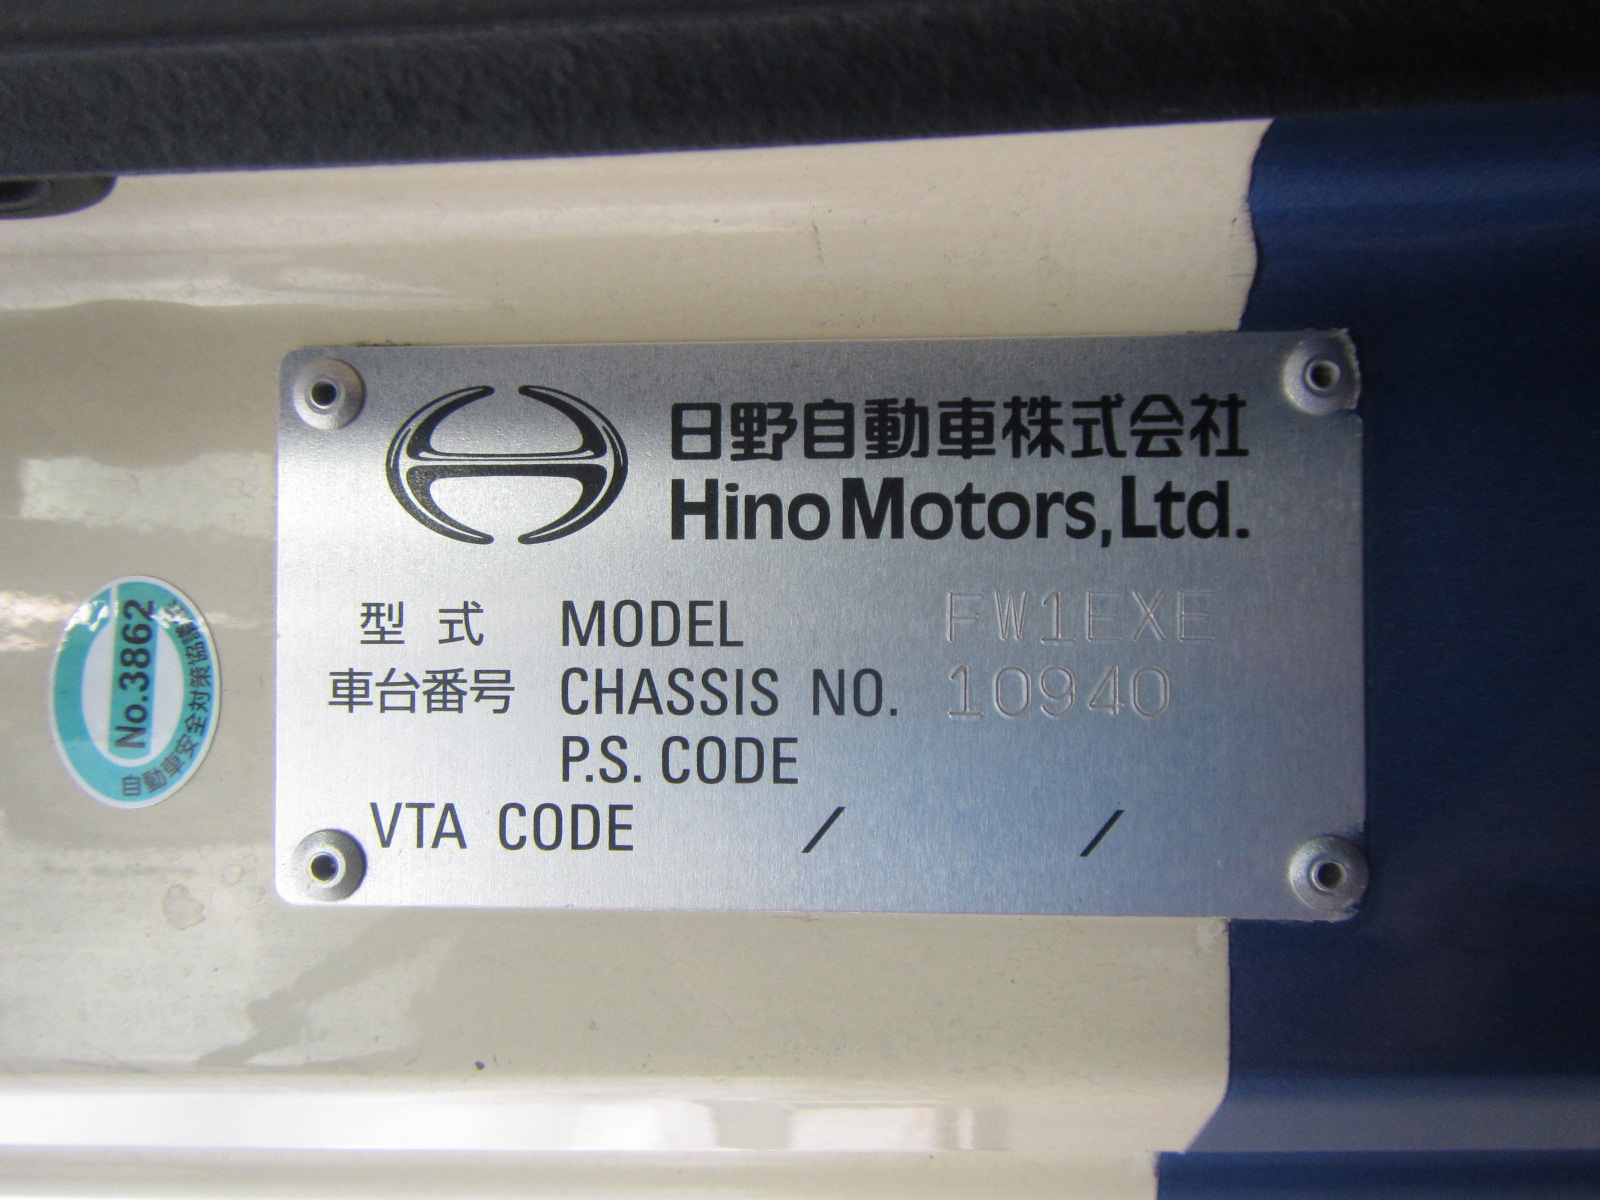 日野自動車株式会社
Hino Motors, Ltd.
型式 MODEL FW1EXE
車台番号 CHASSIS NO. 10940
P.S. CODE
VTA CODE / /
No.3862
自動車安全対策協議会